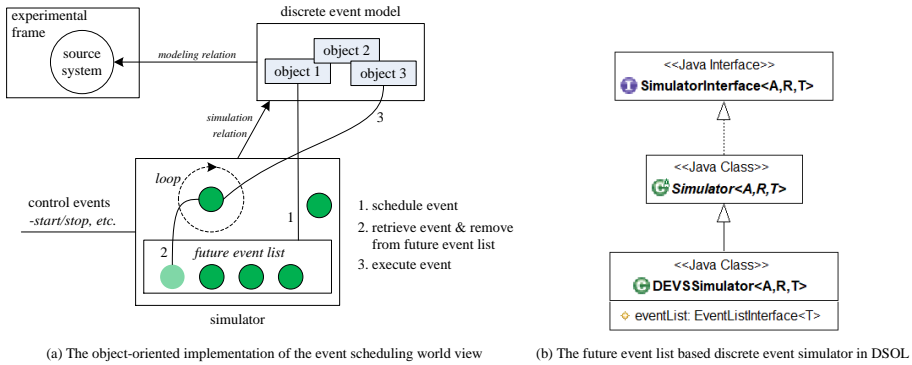 experimental
frame
source
system
modeling relation
discrete event model
object 2
object 1
object 3
simulation
relation
3
loop
1
control events
-start/stop, etc.
2
future event list
simulator
1. schedule event
2. retrieve event & remove
from future event list
3. execute event
(a) The object-oriented implementation of the event scheduling world view
<<Java Interface>>
I SimulatorInterface<A,R,T>
<<Java Class>>
C A Simulator<A,R,T>
<<Java Class>>
C DEVSSimulator<A,R,T>
eventList: EventListInterface<T>
(b) The future event list based discrete event simulator in DSOL